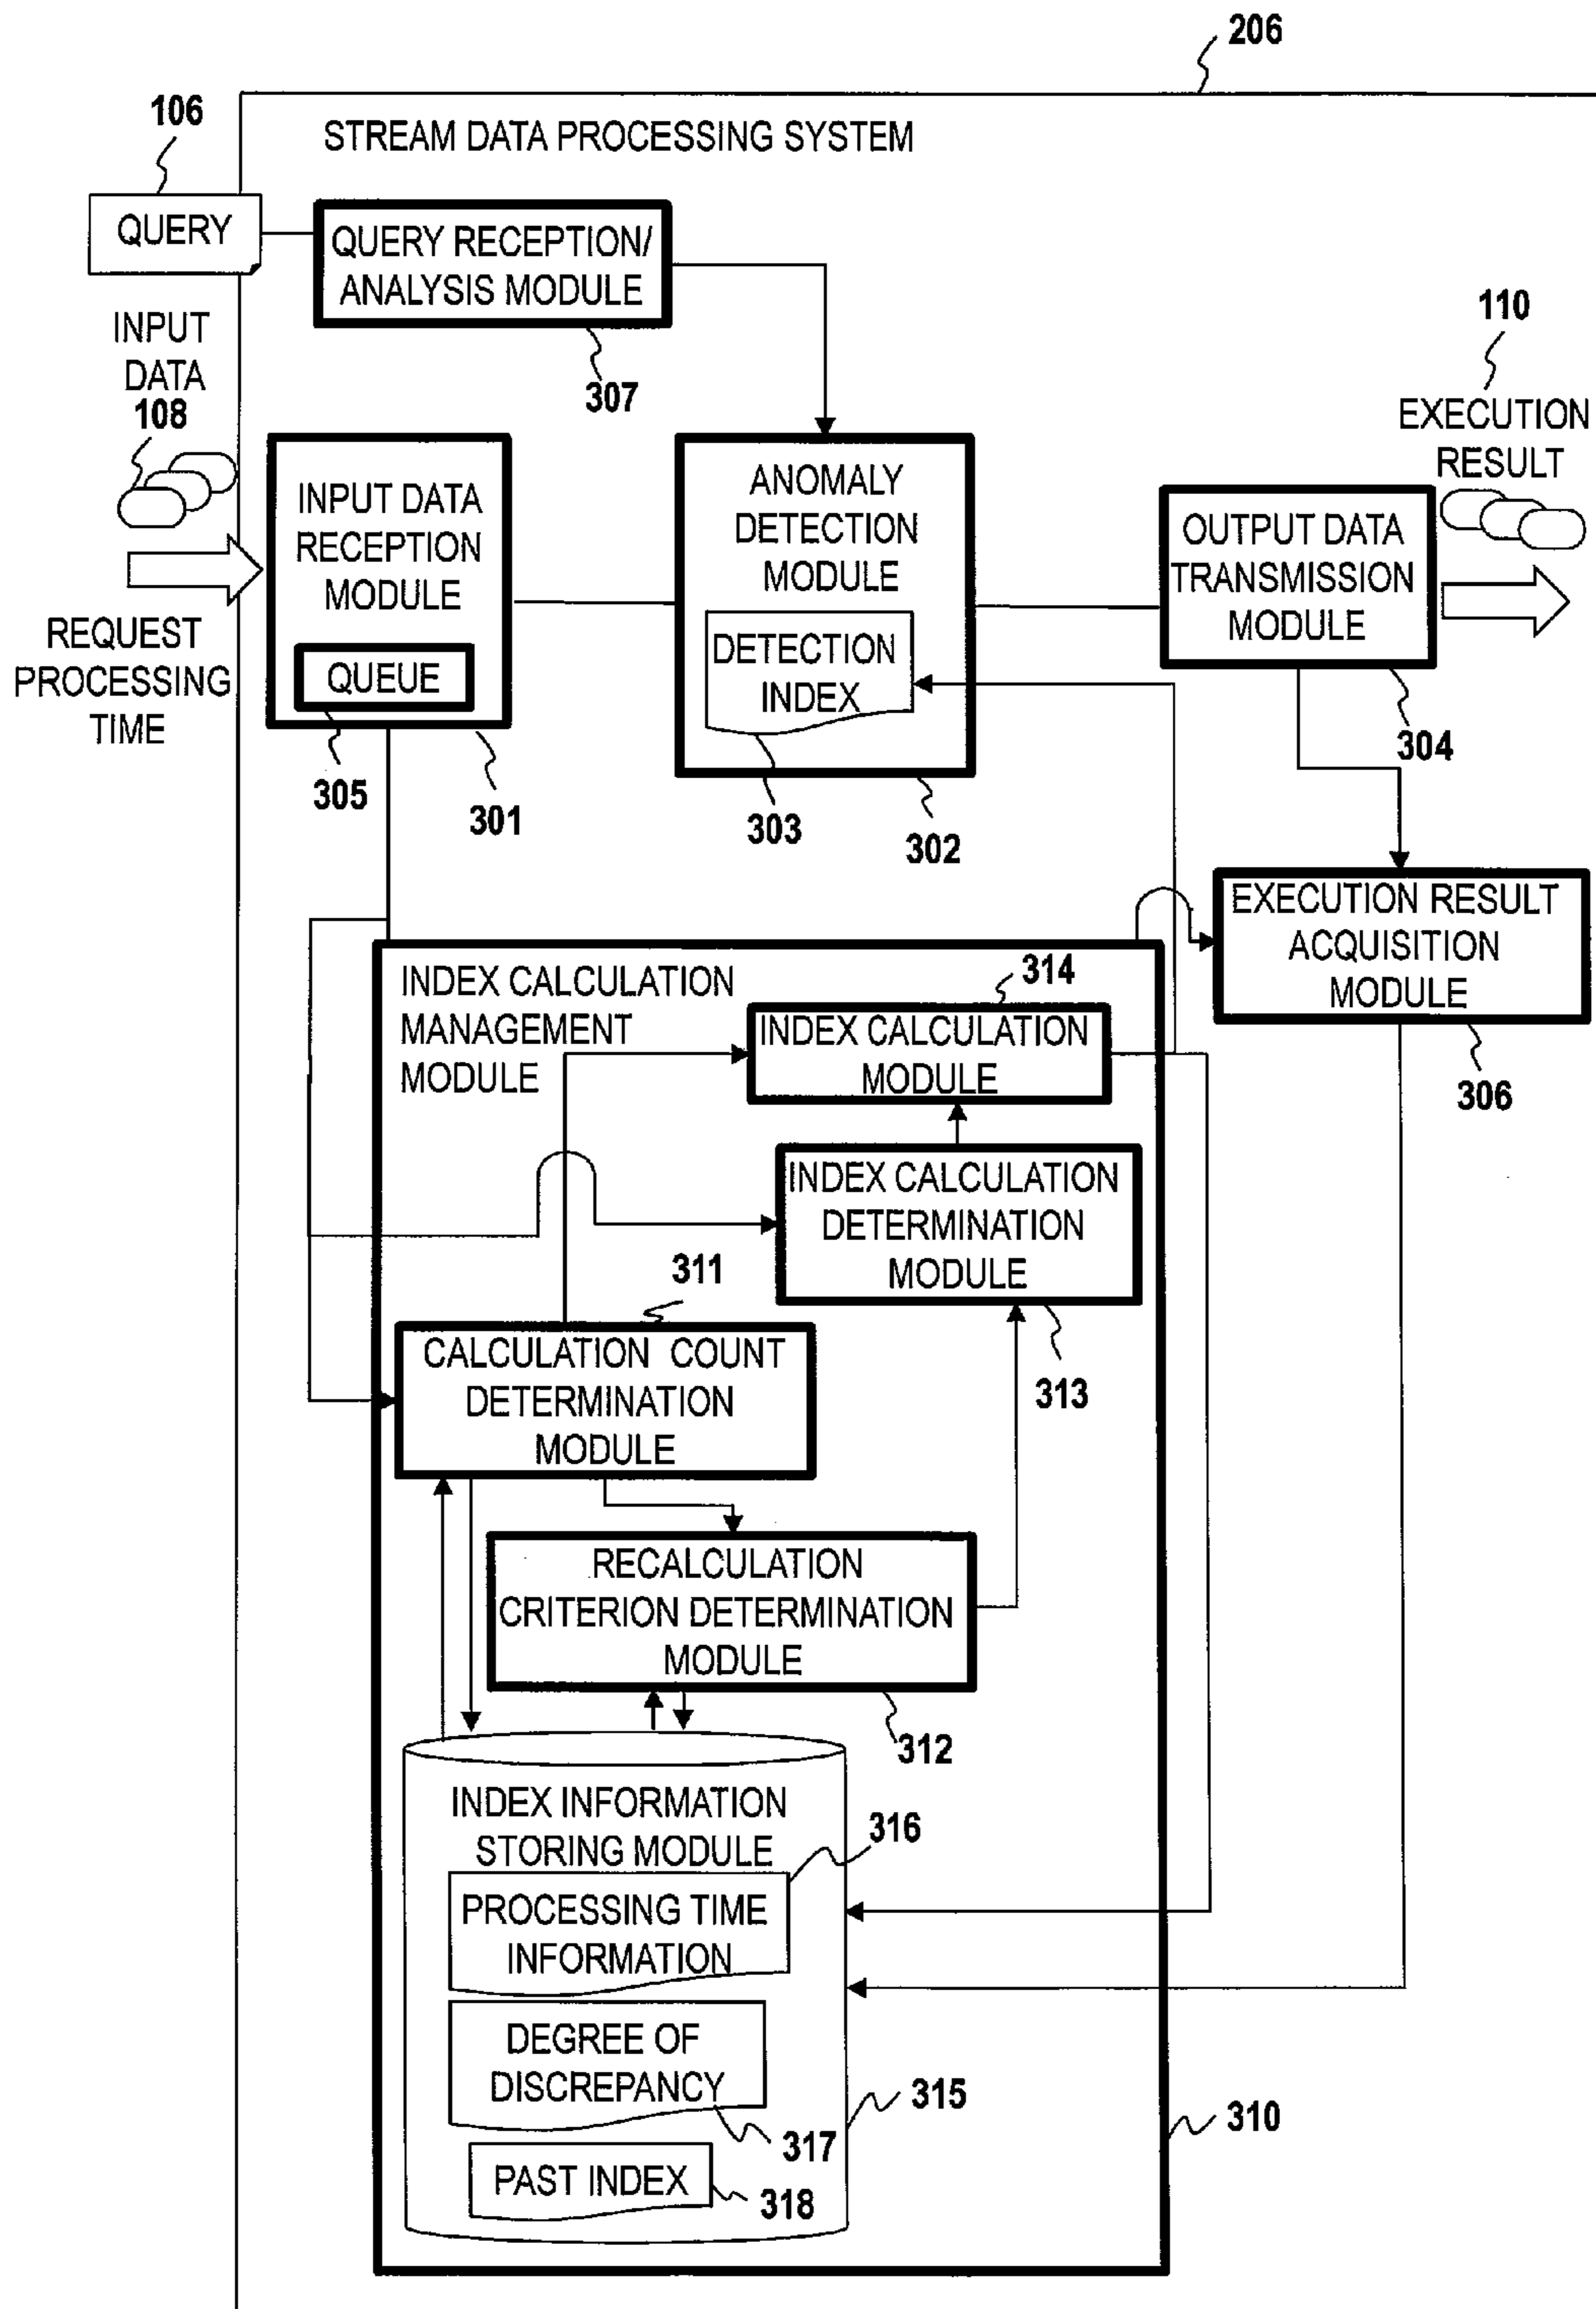 206
106
STREAM DATA PROCESSING SYSTEM
QUERY
QUERY RECEPTION/
ANALYSIS MODULE
307
INPUT
DATA
108
110
EXECUTION
RESULT
INPUT DATA
RECEPTION
MODULE
QUEUE
305
301
REQUEST
PROCESSING
TIME
ANOMALY
DETECTION
MODULE
DETECTION
INDEX
303
302
OUTPUT DATA
TRANSMISSION
MODULE
304
EXECUTION RESULT
ACQUISITION
MODULE
306
INDEX CALCULATION
MANAGEMENT
MODULE
314
INDEX CALCULATION
MODULE
INDEX CALCULATION
DETERMINATION
MODULE
313
311
CALCULATION COUNT
DETERMINATION
MODULE
RECALCULATION
CRITERION DETERMINATION
MODULE
312
INDEX INFORMATION
STORING MODULE
316
PROCESSING TIME
INFORMATION
DEGREE OF
DISCREPANCY
317
315
310
PAST INDEX
318